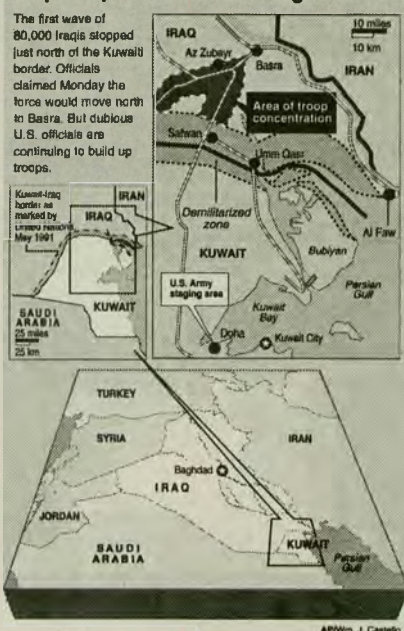 The first wave of
80,000 Iraqis stopped
just north of the Kuwaiti
border. Officials
claimed Monday the
force would move north
to Basra. But dubious
U.S. officials are
continuing to build up
troops.
10 miles
10 km
IRAQ
Az Zubayr
Basra
IRAN
Area of troop
concentration
Safwan
Umm Qasr
Demilitarized
zone
Al Faw
KUWAIT
Bubiyan
Persian
Gulf
U.S. Army
staging area
Kuwait
Bay
Doha
Kuwait City
Kuwait-Iraq
border as
marked by
United Nations
May 1991
IRAN
IRAQ
KUWAIT
SAUDI
ARABIA
25 miles
25 km
TURKEY
SYRIA
IRAN
Baghdad
IRAQ
JORDAN
KUWAIT
SAUDI
ARABIA
Persian
Gulf
AP/Wm. J. Castello